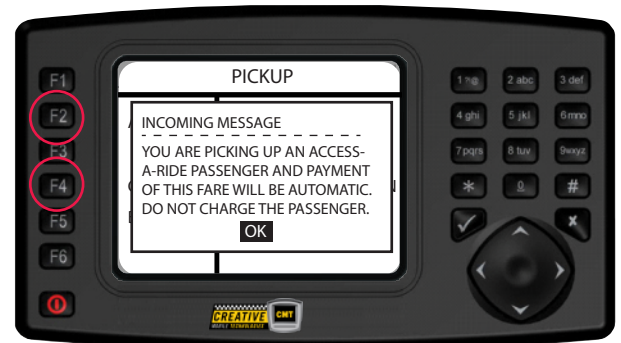 PICKUP
INCOMING MESSAGE
YOU ARE PICKING UP AN ACCESS-
A-RIDE PASSENGER AND PAYMENT
OF THIS FARE WILL BE AUTOMATIC.
DO NOT CHARGE THE PASSENGER.
OK
F1
F2
F3
F4
F5
F6
2 abc
3 def
4 ghi
5 jkl
6 mno
7 pqrs
8 tuv
9 wxyz
*
0
#
CREATIVE
MOBILE TECHNOLOGIES
CMT